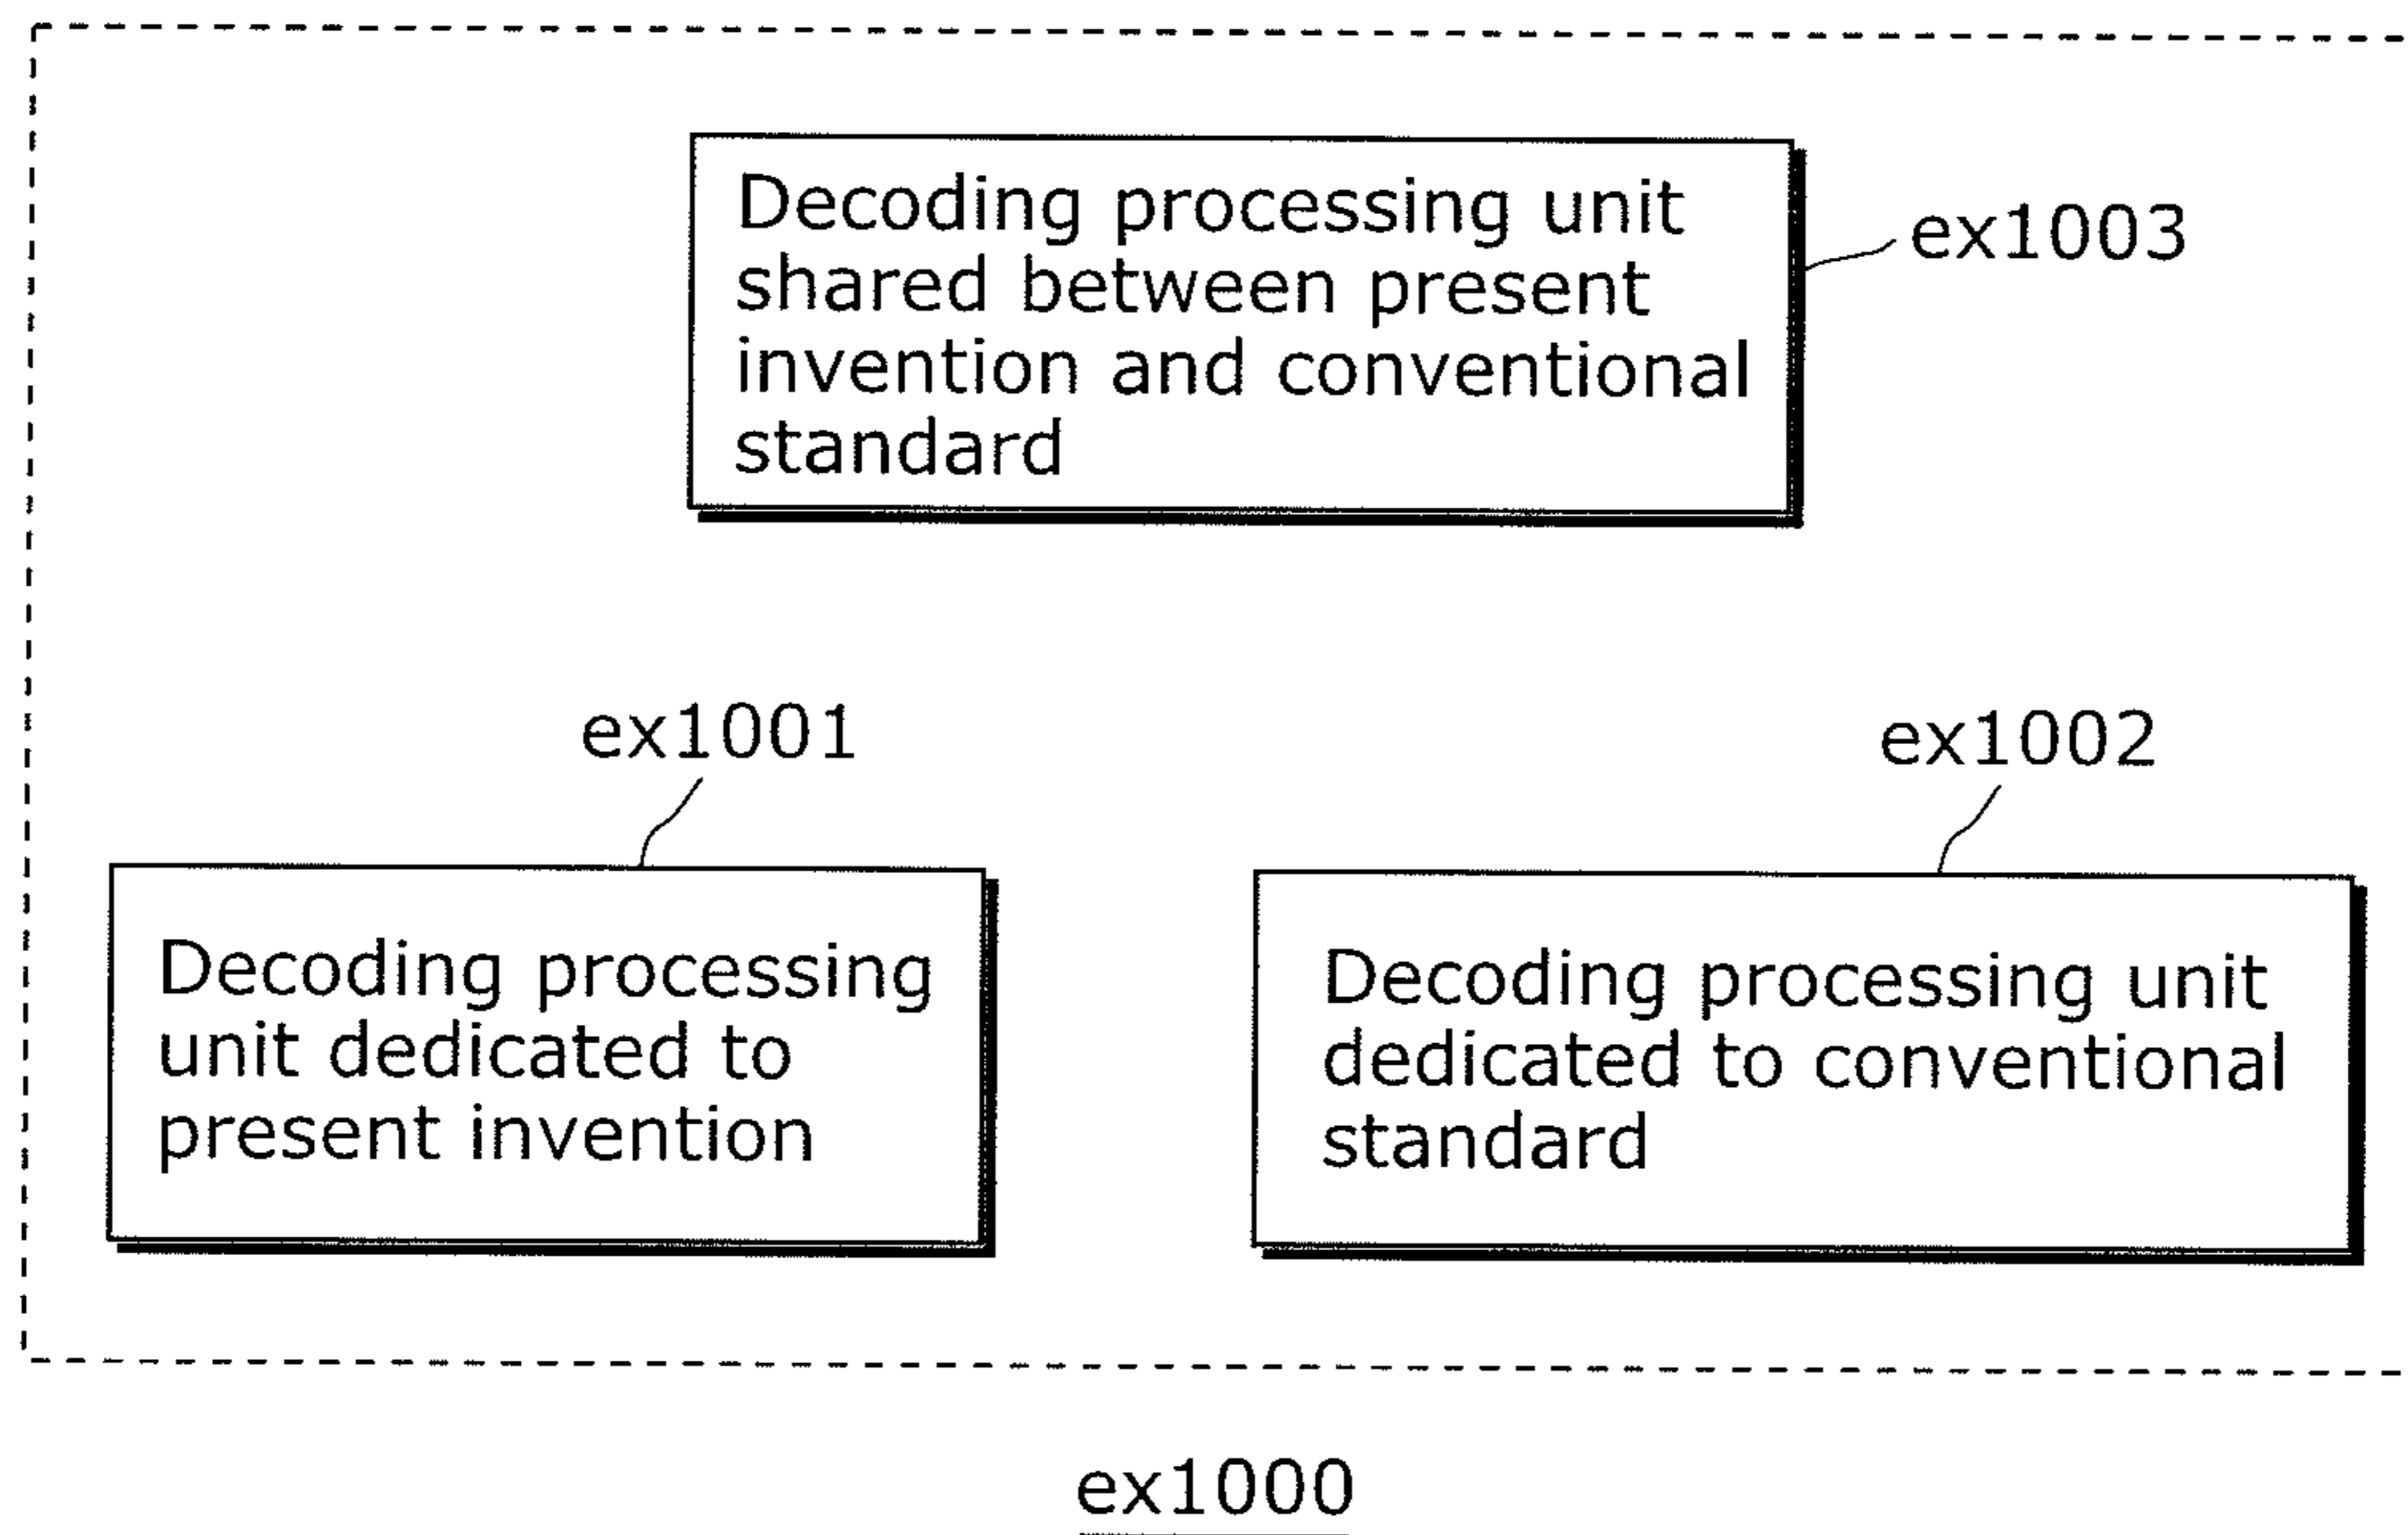 Decoding processing unit
shared between present
invention and conventional
standard
ex1003
ex1001
ex1002
Decoding processing
unit dedicated to
present invention
Decoding processing unit
dedicated to conventional
standard
ex1000